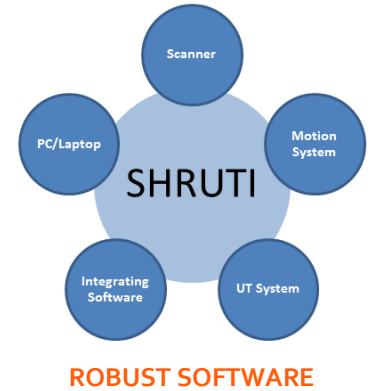 Scanner
PC/Laptop
Motion
System
SHRUTI
Integrating
Software
UT System
ROBUST SOFTWARE